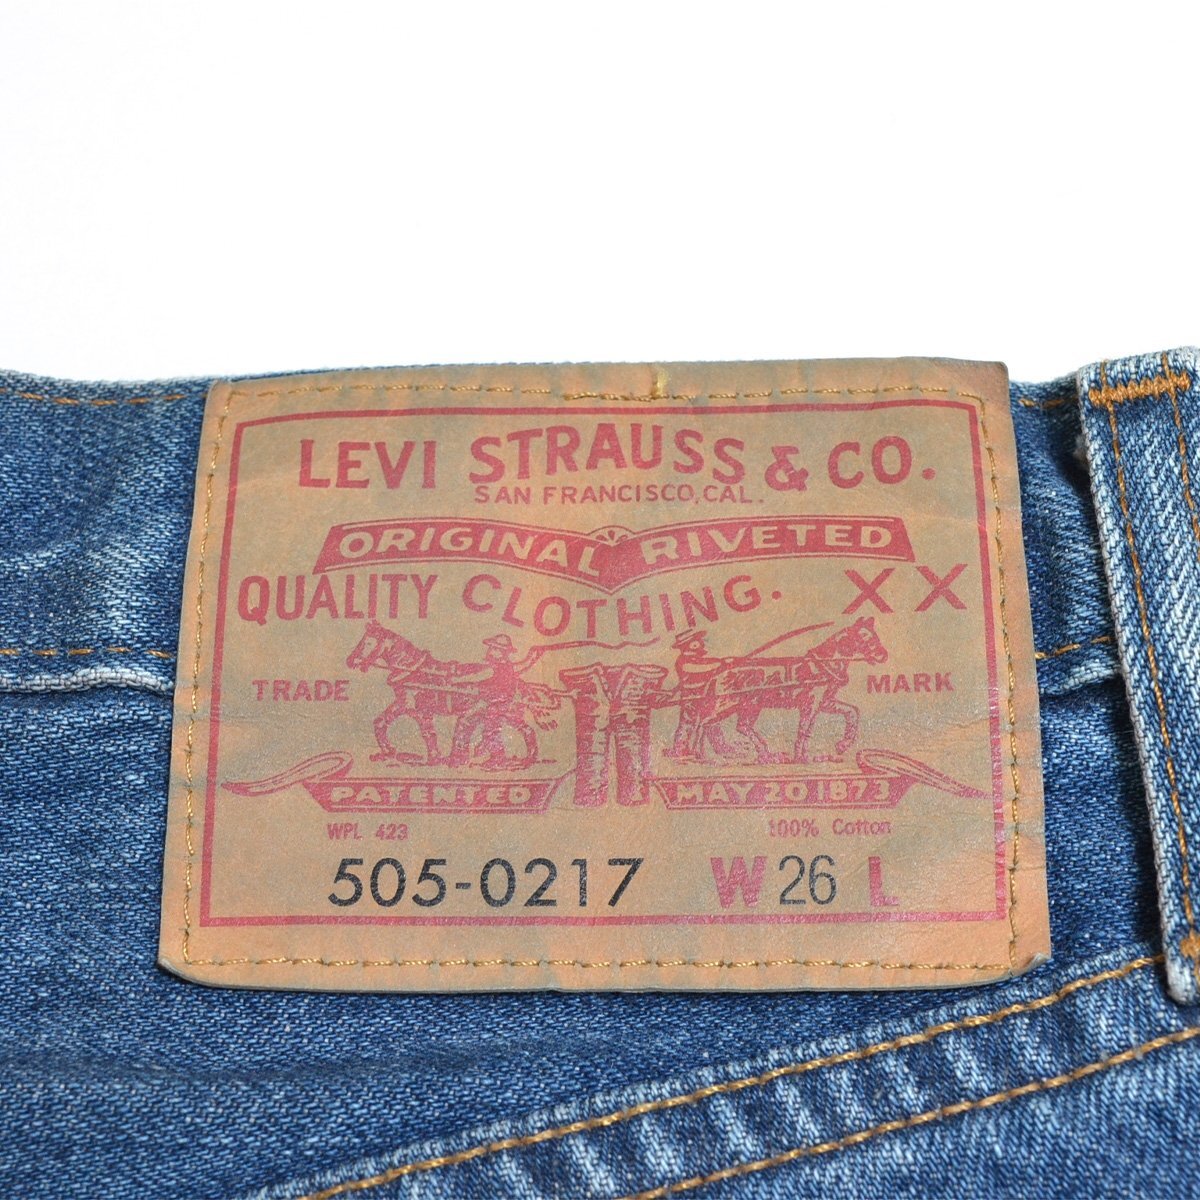 LEVI STRAUSS & CO.
SAN FRANCISCO, CAL.
ORIGINAL RIVETED
QUALITY CLOTHING. XX
TRADE MARK
PATENTED MAY 20 1873
WPL 423 100% Cotton
505-0217 W 26 L